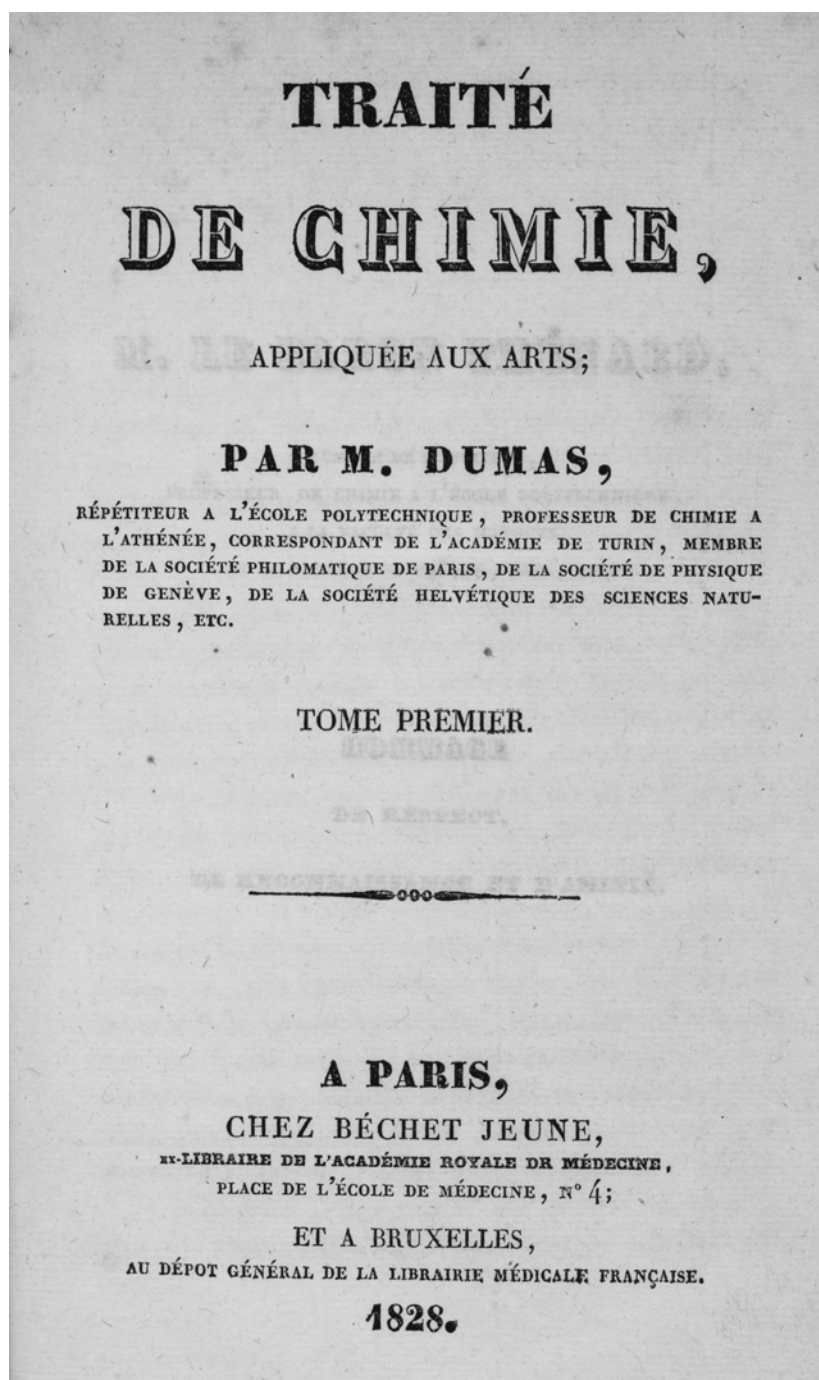 TRAITÉ
DE CHIMIE,
APPLIQUÉE AUX ARTS;
PAR M. DUMAS,
RÉPÉTITEUR A L'ÉCOLE POLYTECHNIQUE, PROFESSEUR DE CHIMIE A
L'ATHÉNÉE, CORRESPONDANT DE L'ACADÉMIE DE TURIN, MEMBRE
DE LA SOCIÉTÉ PHILOMATIQUE DE PARIS, DE LA SOCIÉTÉ DE PHYSIQUE
DE GENÈVE, DE LA SOCIÉTÉ HELVÉTIQUE DES SCIENCES NATU-
RELLES, ETC.
TOME PREMIER.
A PARIS,
CHEZ BÉCHET JEUNE,
LIBRAIRE DE L'ACADÉMIE ROYALE DR MÉDECINE,
PLACE DE L'ÉCOLE DE MÉDECINE, N° 4;
ET A BRUXELLES,
AU DÉPOT GÉNÉRAL DE LA LIBRAIRIE MÉDICALE FRANÇAISE.
1828.